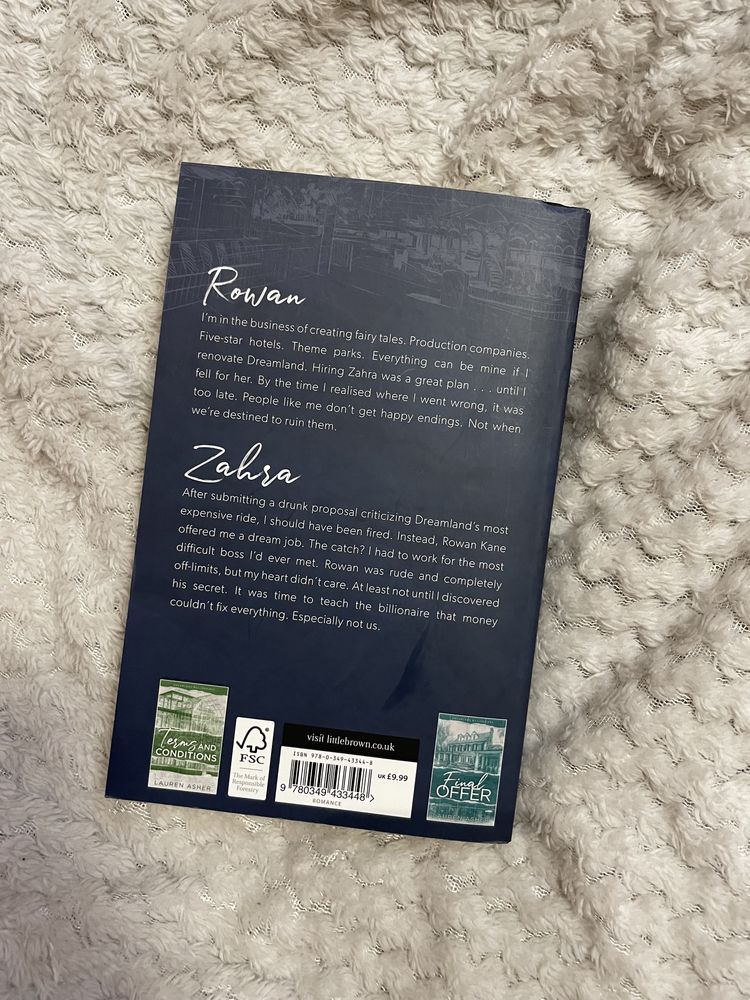 Rowan
I'm in the business of creating fairy tales. Production companies.
Five-star hotels. Theme parks. Everything can be mine if I
renovate Dreamland. Hiring Zahra was a great plan . . . until I
fell for her. By the time I realised where I went wrong, it was
too late. People like me don't get happy endings. Not when
we're destined to ruin them.
Zahra
After submitting a drunk proposal criticizing Dreamland's most
expensive ride, I should have been fired. Instead, Rowan Kane
offered me a dream job. The catch? I had to work for the most
difficult boss I'd ever met. Rowan was rude and completely
off-limits, but my heart didn't care. At least not until I discovered
his secret. It was time to teach the billionaire that money
couldn't fix everything. Especially not us.
Terms AND
CONDITIONS
LAUREN ASHER
FSC
The Mark of
Responsible
Forestry
visit littlebrown.co.uk
ISBN 978-0-349-43344-8
9 780349 433448 >
UK £9.99
ROMANCE
Final
OFFER
LAUREN ASHER